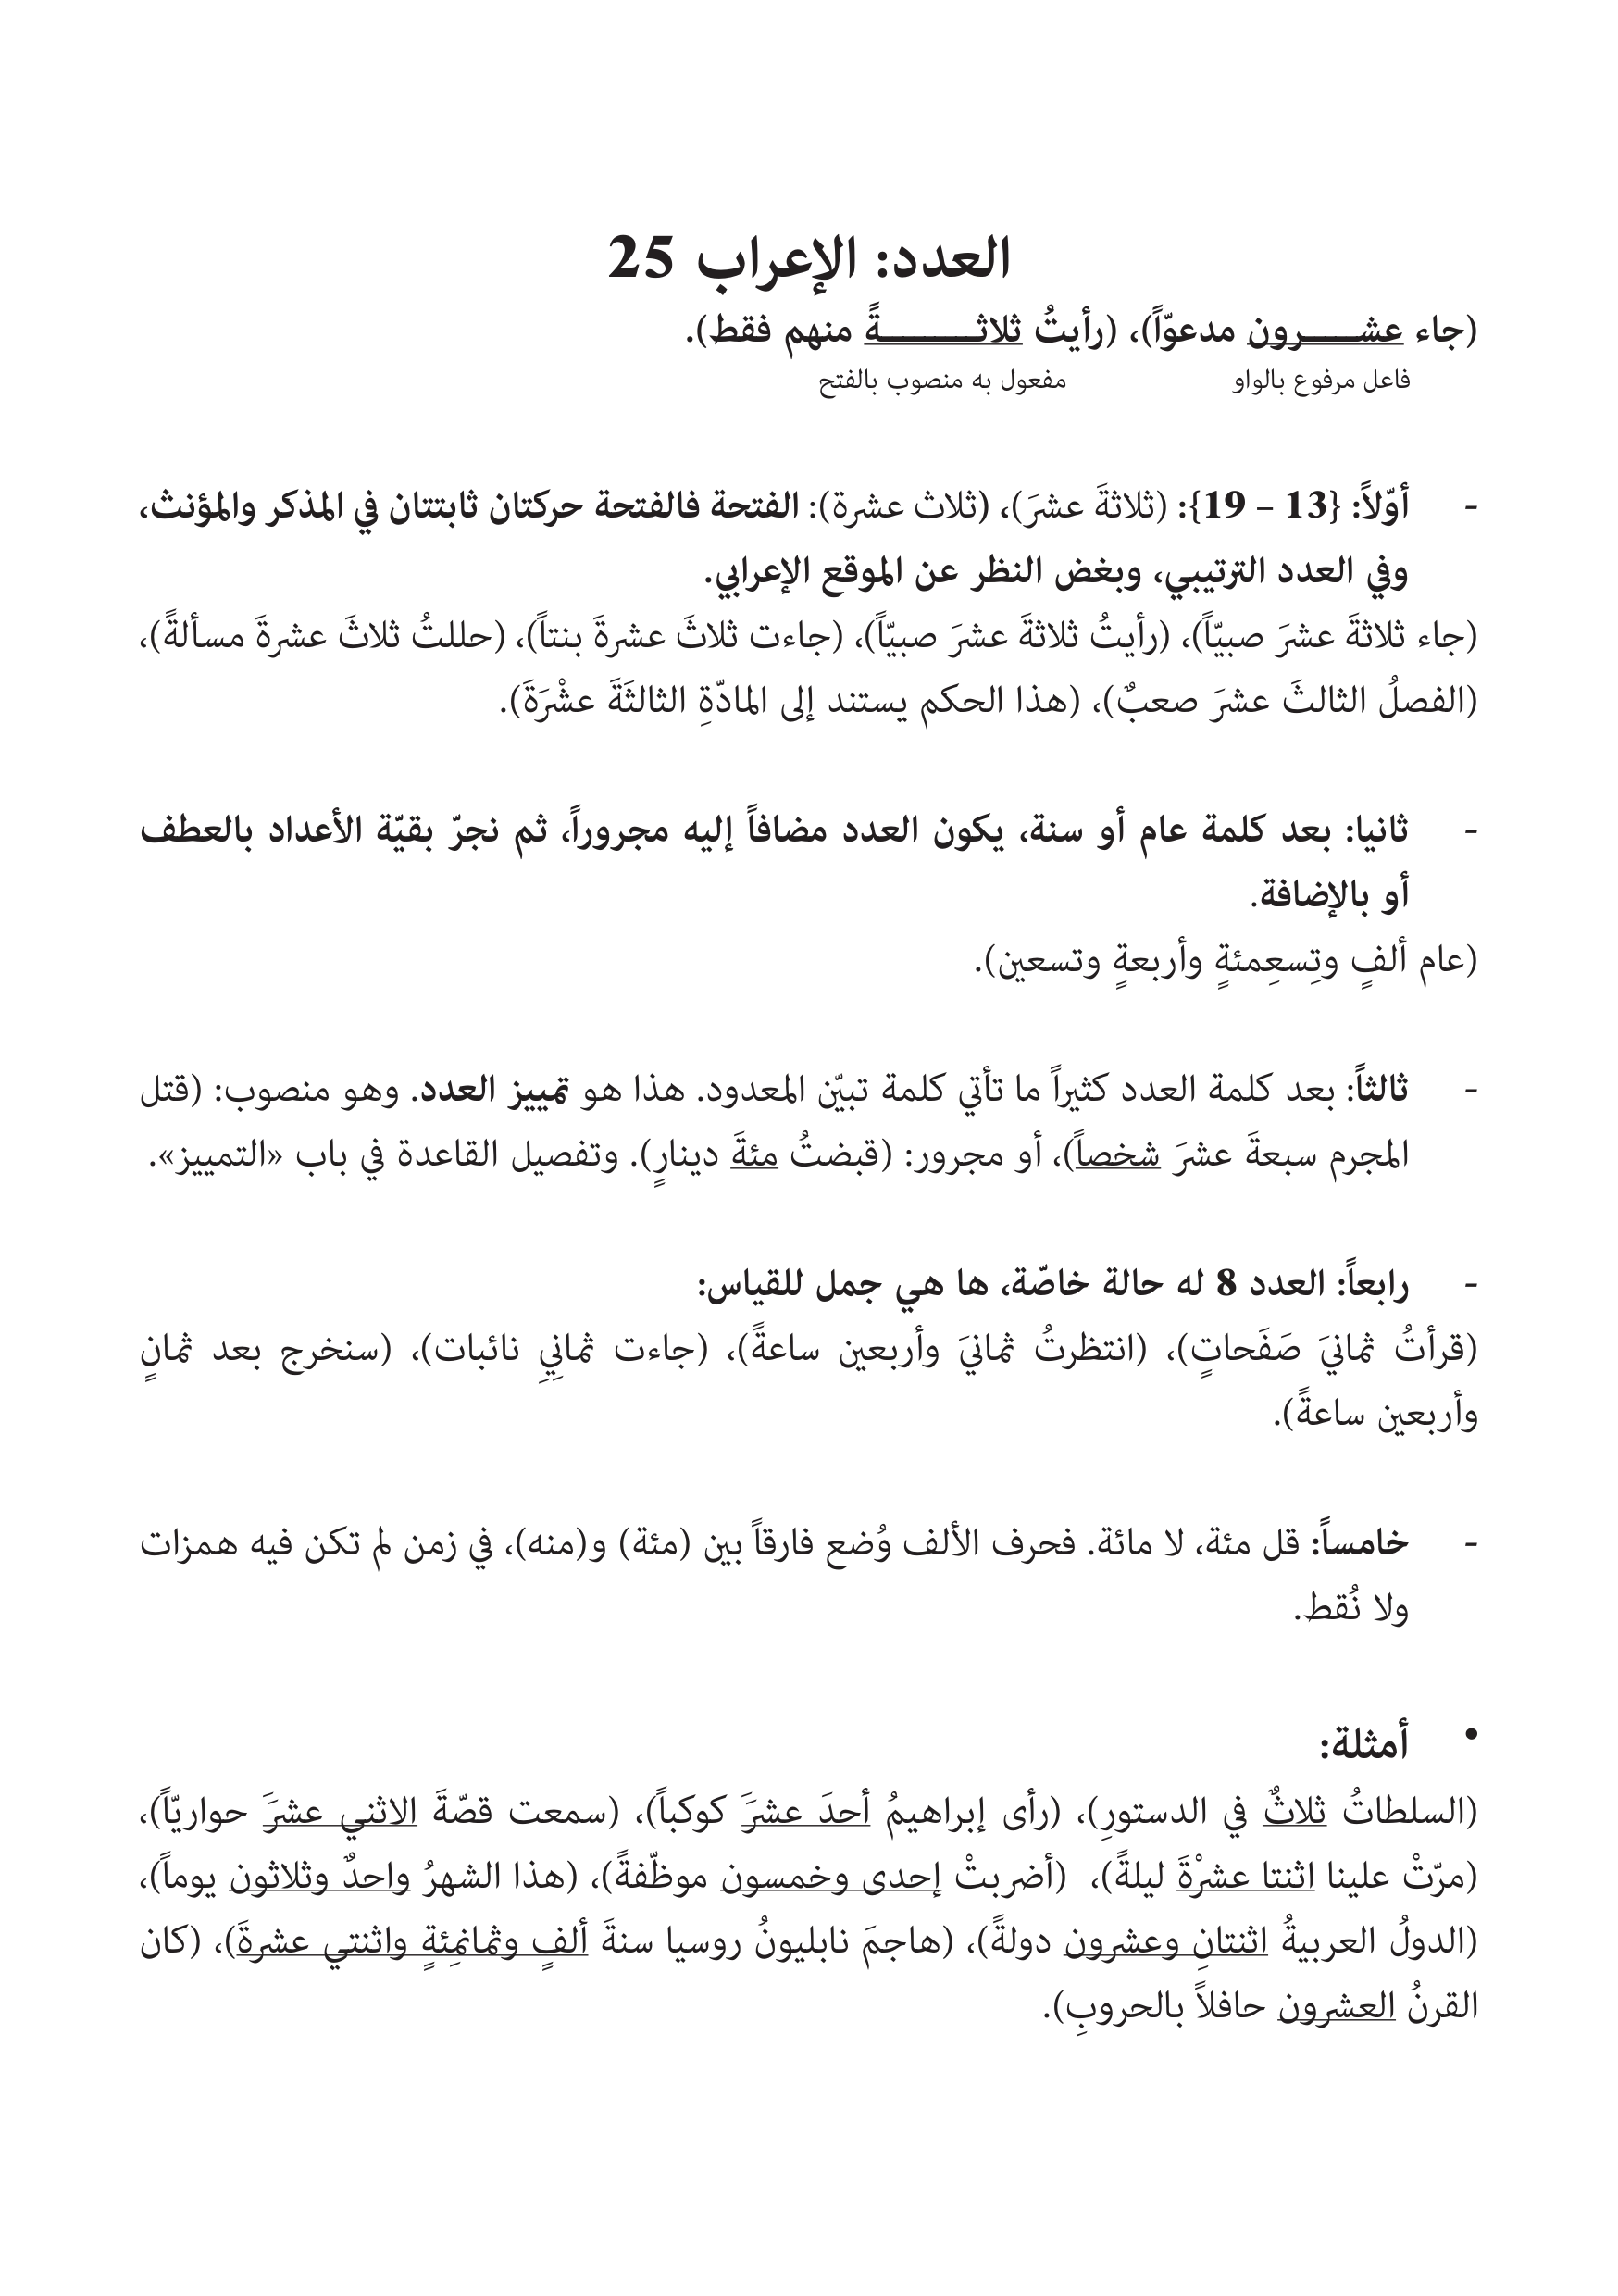 العدد: الإعراب 25
(جاء عشـــــرون مدعوّاً)، (رأيتُ ثلاثـــــــــةً منهم فقط).
فاعل مرفوع بالواو مفعول به منصوب بالفتح
- أوّلاً: {13 – 19}: (ثلاثةَ عشرَ)، (ثلاث عشرة): الفتحة فالفتحة حركتان ثابتتان في المذكر والمؤنث،
وفي العدد الترتيبي، وبغض النظر عن الموقع الإعرابي.
(جاء ثلاثةَ عشرَ صبيّاً)، (رأيتُ ثلاثةَ عشرَ صبيّاً)، (جاءت ثلاثَ عشرةَ بنتاً)، (حللتُ ثلاثَ عشرةَ مسألةً)،
(الفصلُ الثالثَ عشرَ صعبٌ)، (هذا الحكم يستند إلى المادّةِ الثالثَةَ عشْرَةَ).
- ثانيا: بعد كلمة عام أو سنة، يكون العدد مضافاً إليه مجروراً، ثم نجرّ بقيّة الأعداد بالعطف
أو بالإضافة.
(عام ألفٍ وتِسعِمئةٍ وأربعةٍ وتسعين).
- ثالثاً: بعد كلمة العدد كثيراً ما تأتي كلمة تبيّن المعدود. هذا هو تمييز العدد. وهو منصوب: (قتل
المجرم سبعةَ عشرَ شخصاً)، أو مجرور: (قبضتُ مئةَ دينارٍ). وتفصيل القاعدة في باب «التمييز».
- رابعاً: العدد 8 له حالة خاصّة، ها هي جمل للقياس:
(قرأتُ ثمانيَ صَفَحاتٍ)، (انتظرتُ ثمانيَ وأربعين ساعةً)، (جاءت ثمانِيِ نائبات)، (سنخرج بعد ثمانٍ
وأربعين ساعةً).
- خامساً: قل مئة، لا مائة. فحرف الألف وُضع فارقاً بين (مئة) و(منه)، في زمن لم تكن فيه همزات
ولا نُقط.
• أمثلة:
(السلطاتُ ثلاثٌ في الدستورِ)، (رأى إبراهيمُ أحدَ عشرَ كوكباً)، (سمعت قصّةَ الاثني عشرَ حواريّاً)،
(مرّتْ علينا اثنتا عشرْةَ ليلةً)، (أضربتْ إحدى وخمسون موظّفةً)، (هذا الشهرُ واحدٌ وثلاثون يوماً)،
(الدولُ العربيةُ اثنتانِ وعشرون دولةً)، (هاجمَ نابليونُ روسيا سنةَ ألفٍ وثمانمِئةٍ واثنتي عشرةَ)، (كان
القرنُ العشرون حافلاً بالحروبِ).